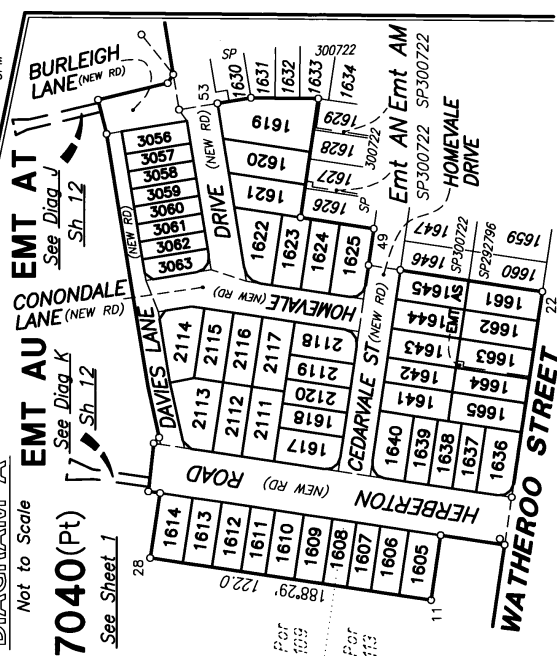 DIAGRAM A
Not to Scale
7040(Pt)
See Sheet 1
EMT AU
See Diag K
Sh 12
EMT AT
See Diag J
Sh 12
BURLEIGH
LANE (NEW RD)
CONONDALE
LANE (NEW RD)
DAVIES LANE
(NEW RD)
DRIVE (NEW RD)
HOMEVALE (NEW RD)
CEDARVALE ST (NEW RD)
HERBERTON (NEW RD) ROAD
WATHEROO STREET
HOMEVALE
DRIVE
Emt AN
Emt AM
SP300722
SP300722
EMT AS
SP300722
SP292796
SP
300722
SP
300722
53
49
28
11
22
188°29'
122.0
Por
109
Por
113
3056
3057
3058
3059
3060
3061
3062
3063
1619
1620
1621
1622
1623
1624
1625
1626
1627
1628
1629
1630
1631
1632
1633
1634
2114
2115
2116
2117
2118
2119
2120
1618
1617
2113
2112
2111
1614
1613
1612
1611
1610
1609
1608
1607
1606
1605
1640
1639
1638
1637
1636
1641
1642
1643
1644
1645
1646
1647
1665
1664
1663
1662
1661
1660
1659